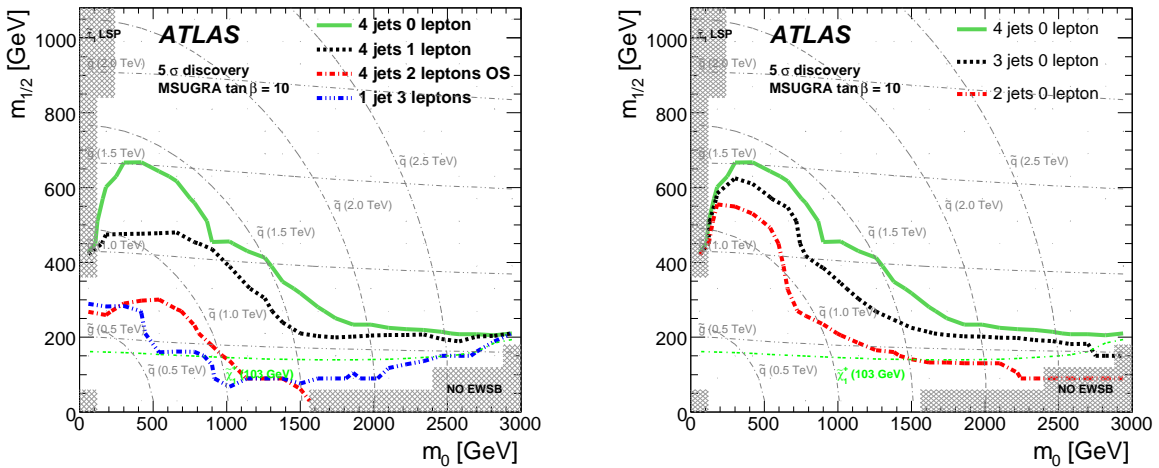 ATLAS
5 σ discovery
MSUGRA tan β = 10
4 jets 0 lepton
4 jets 1 lepton
4 jets 2 leptons OS
1 jet 3 leptons
τ̃₁ LSP
q̃ (2.0 TeV)
q̃ (2.5 TeV)
g̃ (1.5 TeV)
q̃ (2.0 TeV)
q̃ (1.5 TeV)
g̃ (1.0 TeV)
q̃ (1.0 TeV)
g̃ (0.5 TeV)
q̃ (0.5 TeV)
χ̃₁⁺ (103 GeV)
NO EWSB
m₁/₂ [GeV]
1000
800
600
400
200
0
0 500 1000 1500 2000 2500 3000
m₀ [GeV]
ATLAS
5 σ discovery
MSUGRA tan β = 10
4 jets 0 lepton
3 jets 0 lepton
2 jets 0 lepton
τ̃₁ LSP
g̃ (2.0 TeV)
q̃ (2.5 TeV)
g̃ (1.5 TeV)
q̃ (2.0 TeV)
q̃ (1.5 TeV)
g̃ (1.0 TeV)
q̃ (1.0 TeV)
g̃ (0.5 TeV)
q̃ (0.5 TeV)
χ̃₁⁺ (103 GeV)
NO EWSB
m₁/₂ [GeV]
1000
800
600
400
200
0
0 500 1000 1500 2000 2500 3000
m₀ [GeV]